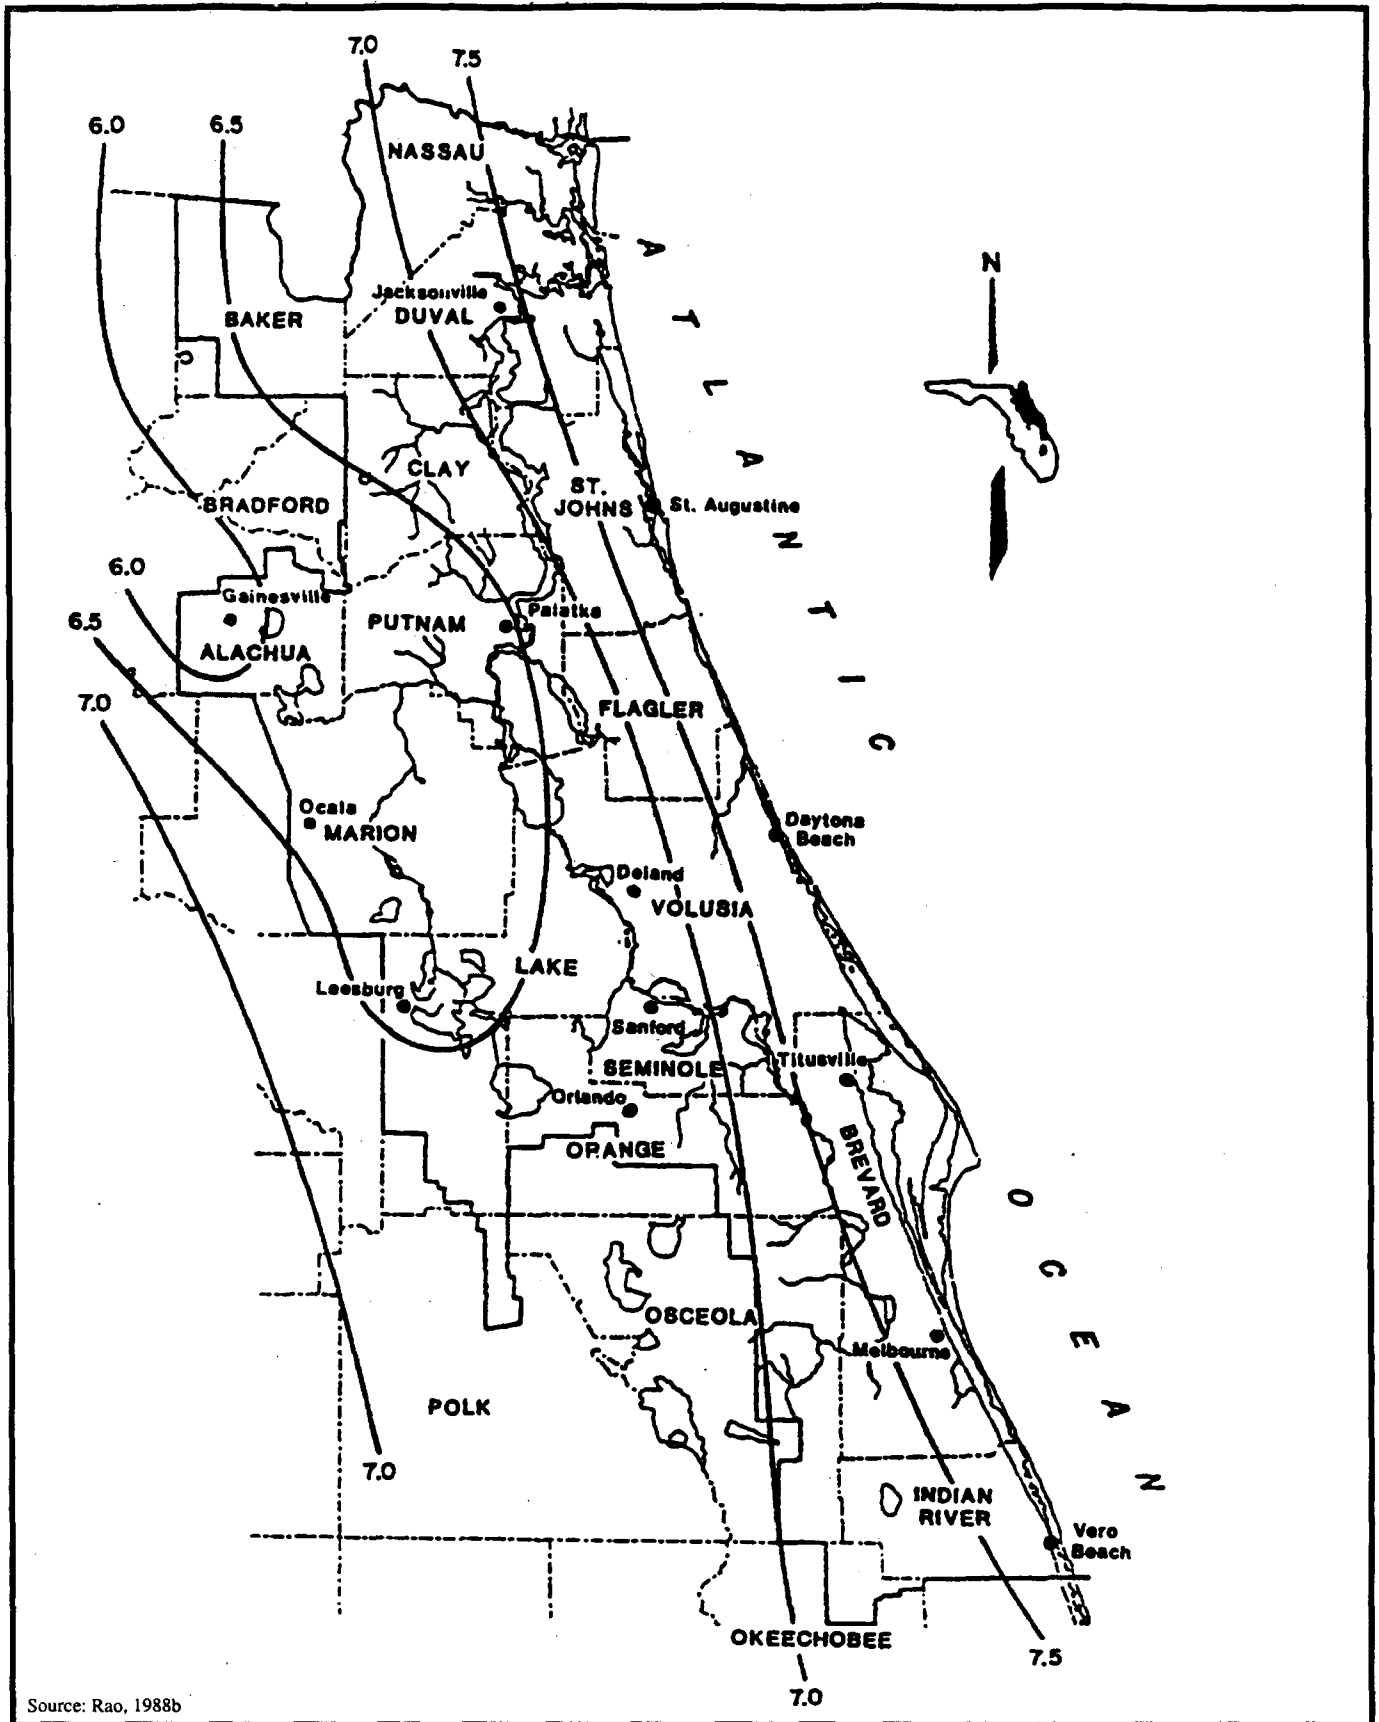 7.0
7.5
6.0
6.5
NASSAU
N
Jacksonville
DUVAL
BAKER
CLAY
BRADFORD
ST.
JOHNS
St. Augustine
6.0
Gainesville
6.5
PUTNAM
Palatka
ALACHUA
7.0
FLAGLER
Ocala
MARION
Daytona
Beach
Deland
VOLUSIA
LAKE
Leesburg
Sanford
SEMINOLE
Titusville
Orlando
ORANGE
BREVARD
ATLANTIC
OCEAN
OSCEOLA
Melbourne
POLK
7.0
INDIAN
RIVER
Vero
Beach
OKEECHOBEE
7.5
7.0
Source: Rao, 1988b